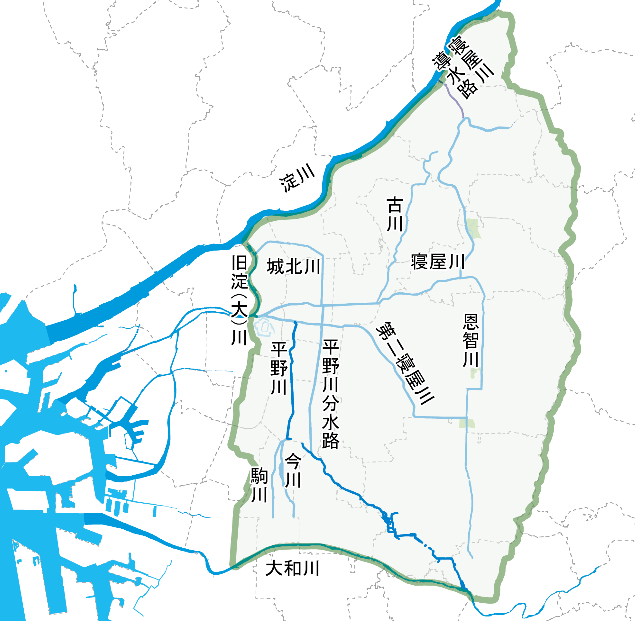 寝屋川
導水路
淀川
古川
旧淀(大)川
城北川
寝屋川
恩智川
第二寝屋川
平野川
平野川分水路
駒川
今川
大和川